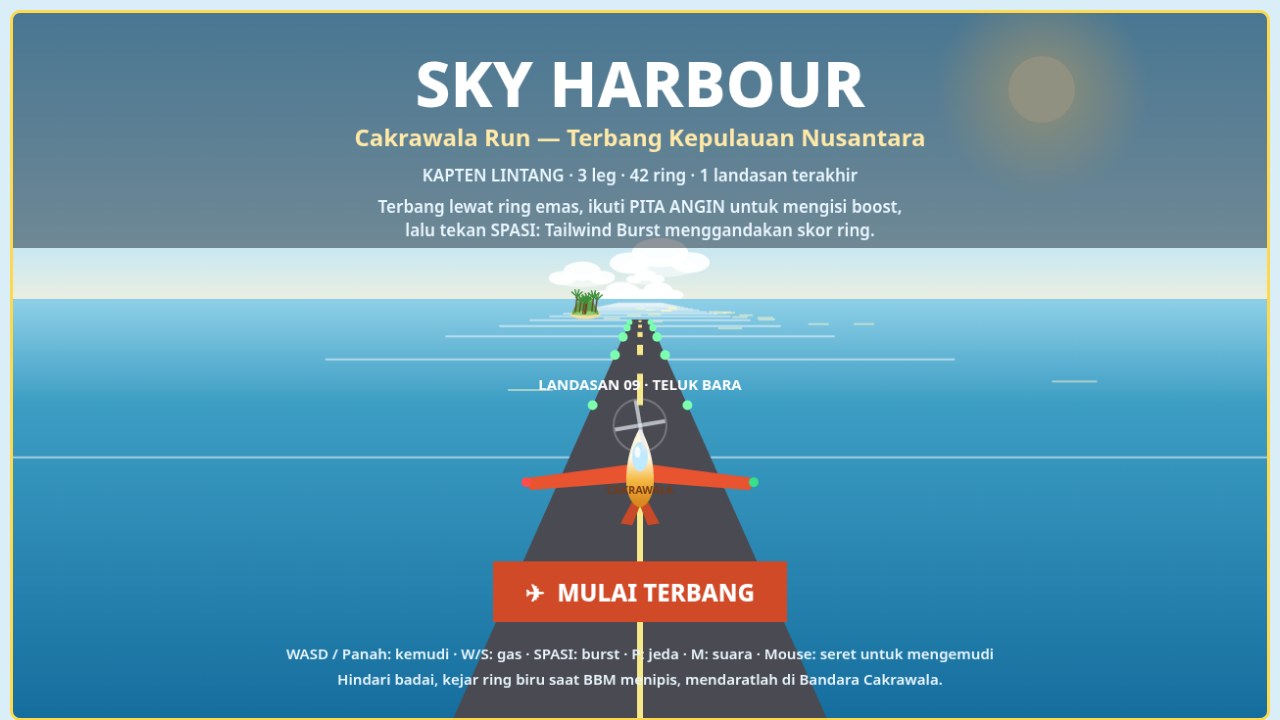 SKY HARBOUR
Cakrawala Run — Terbang Kepulauan Nusantara
KAPTEN LINTANG · 3 leg · 42 ring · 1 landasan terakhir
Terbang lewat ring emas, ikuti PITA ANGIN untuk mengisi boost,
lalu tekan SPASI: Tailwind Burst menggandakan skor ring.
LANDASAN 09 · TELUK BARA
✈ MULAI TERBANG
WASD / Panah: kemudi · W/S: gas · SPASI: burst · P: jeda · M: suara · Mouse: seret untuk mengemudi
Hindari badai, kejar ring biru saat BBM menipis, mendaratlah di Bandara Cakrawala.